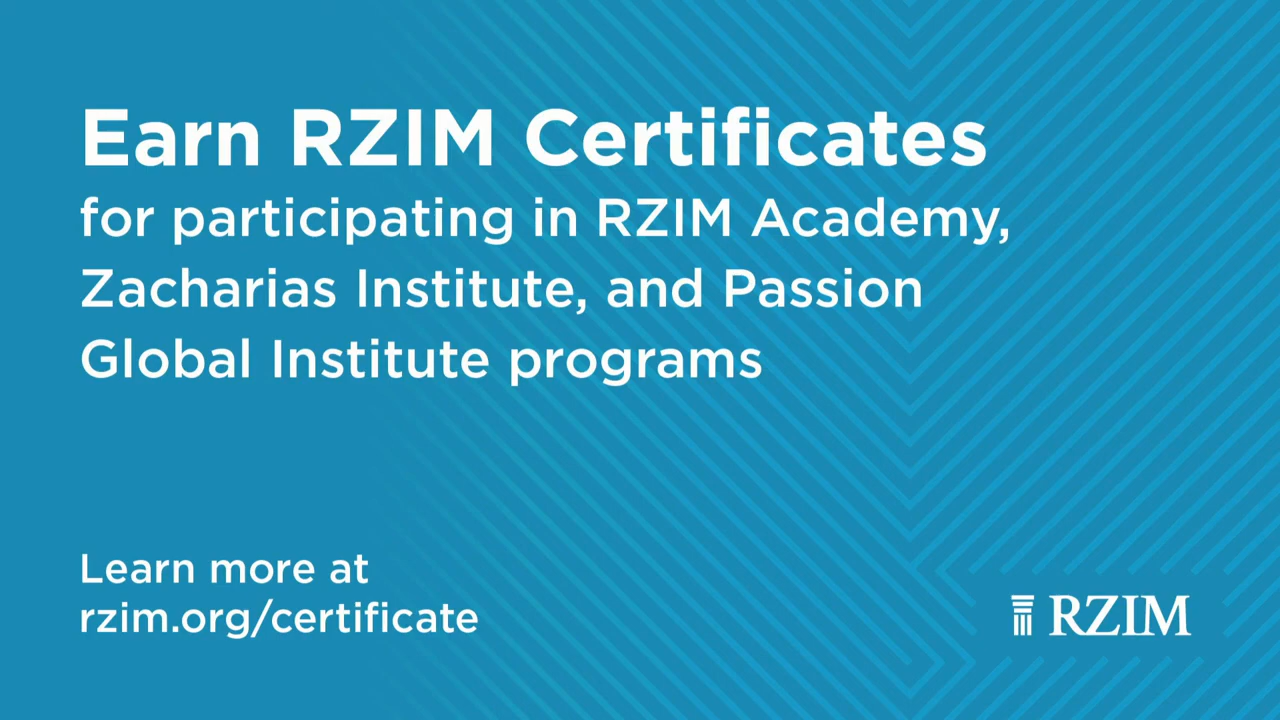 Earn RZIM Certificates
for participating in RZIM Academy,
Zacharias Institute, and Passion
Global Institute programs
Learn more at
rzim.org/certificate
RZIM